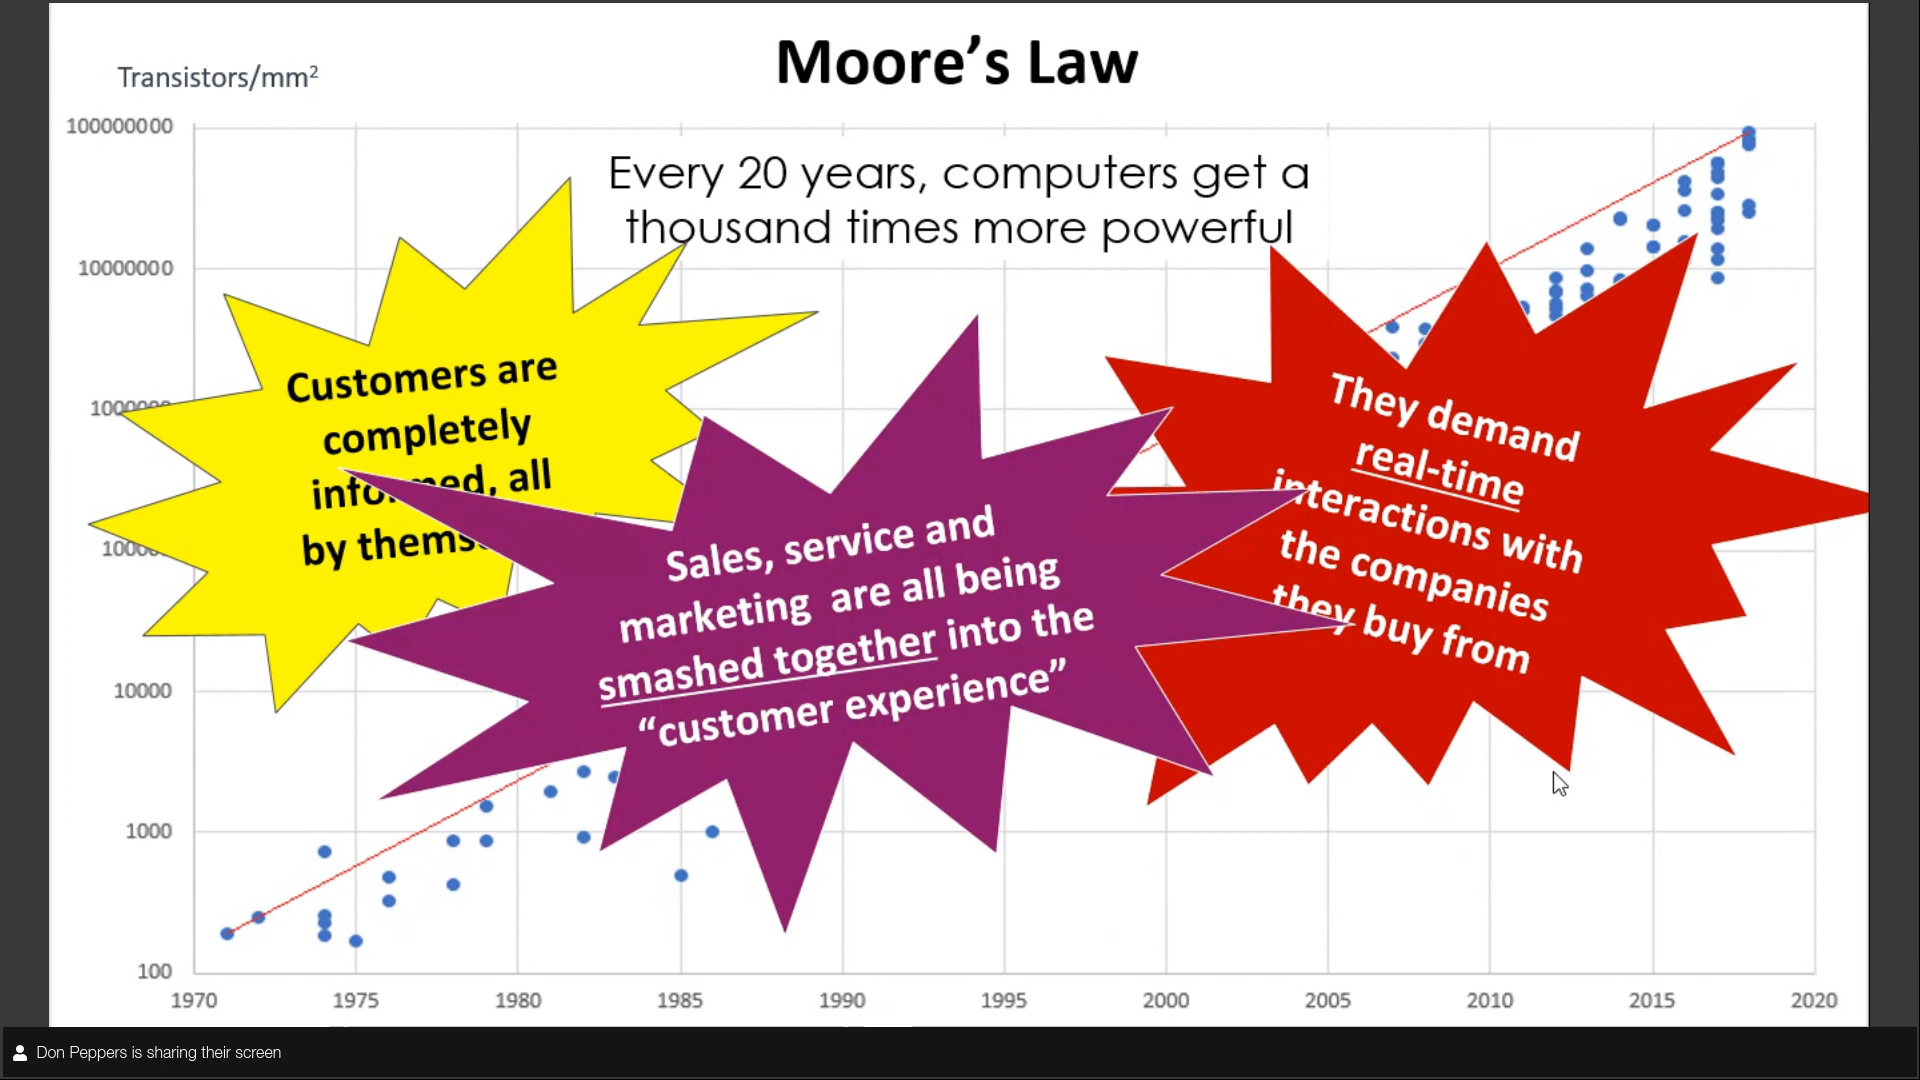 Moore's Law
Transistors/mm²
100000000
10000000
10000
1000
100
Every 20 years, computers get a
thousand times more powerful
Customers are
completely
all
by
Sales, service and
marketing are all being
smashed together into the
“customer experience”
They demand
real-time
interactions with
the companies
they buy from
1970
1975
1980
1985
1990
1995
2000
2005
2010
2015
2020
Don Peppers is sharing their screen